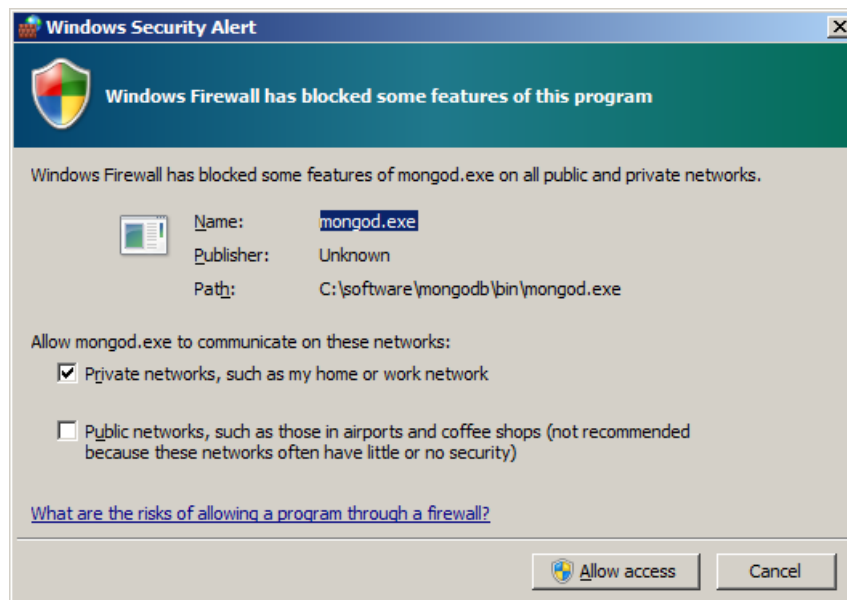 Windows Security Alert
Windows Firewall has blocked some features of this program
Windows Firewall has blocked some features of mongod.exe on all public and private networks.
Name: mongod.exe
Publisher: Unknown
Path: C:\software\mongodb\bin\mongod.exe
Allow mongod.exe to communicate on these networks:
Private networks, such as my home or work network
Public networks, such as those in airports and coffee shops (not recommended
because these networks often have little or no security)
What are the risks of allowing a program through a firewall?
Allow access Cancel